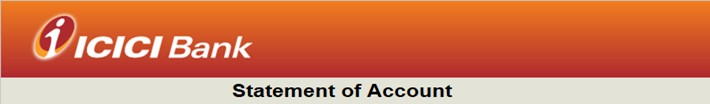 ICICI Bank
Statement of Account